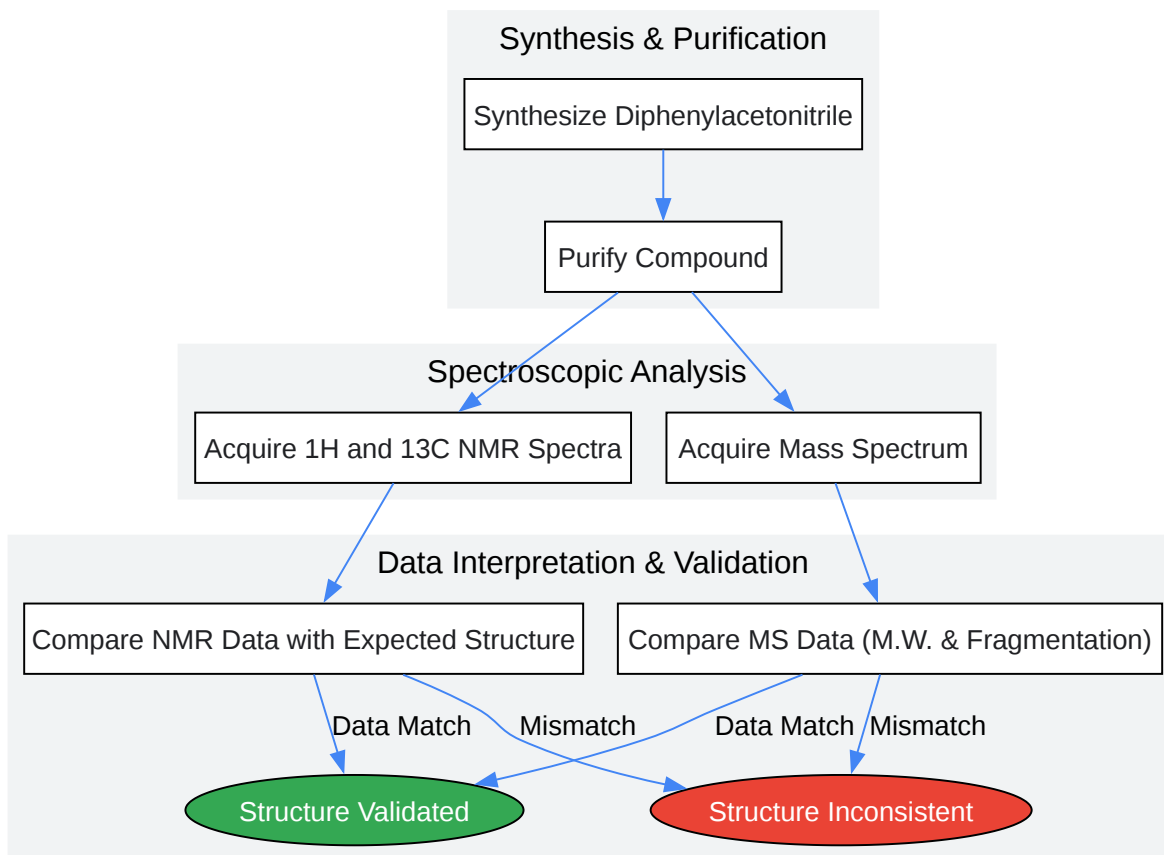 Synthesis & Purification
Synthesize Diphenylacetonitrile
Purify Compound
Spectroscopic Analysis
Acquire 1H and 13C NMR Spectra
Acquire Mass Spectrum
Data Interpretation & Validation
Compare NMR Data with Expected Structure
Compare MS Data (M.W. & Fragmentation)
Data Match
Mismatch
Data Match
Mismatch
Structure Validated
Structure Inconsistent